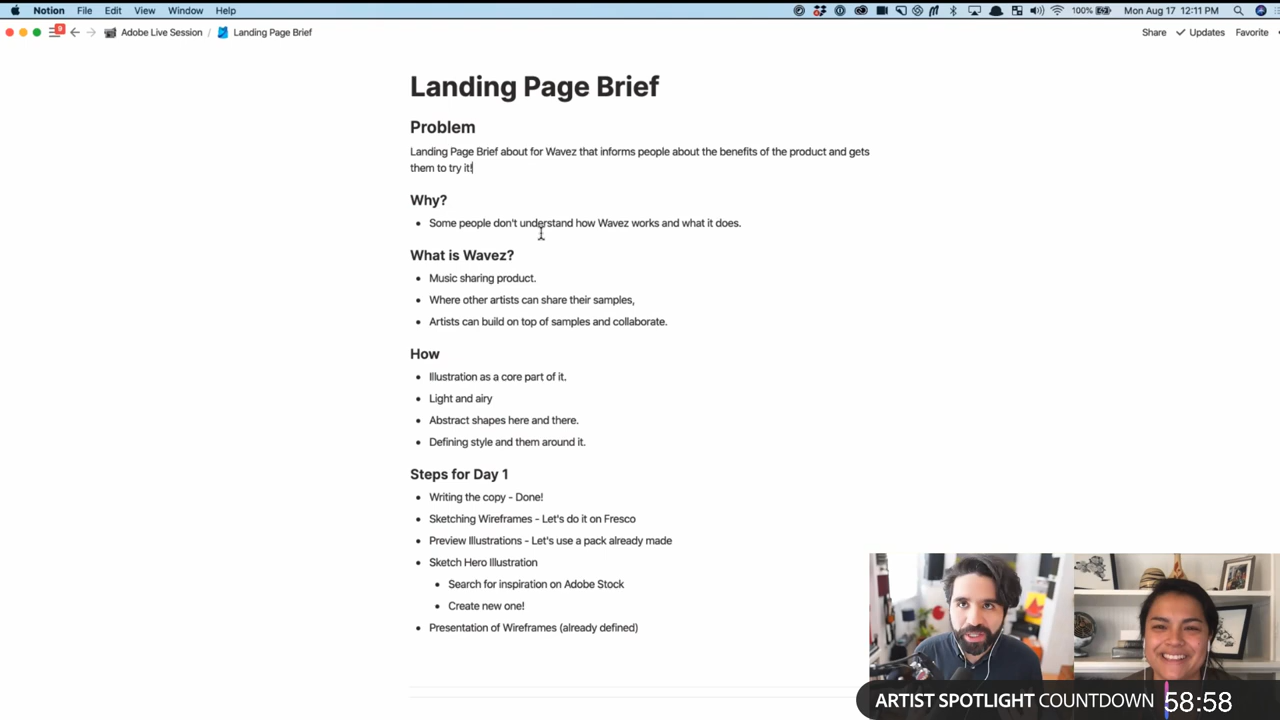 Notion File Edit View Window Help 100% Mon Aug 17 12:11 PM
9 Adobe Live Session / Landing Page Brief Share Updates Favorite
Landing Page Brief
Problem
Landing Page Brief about for Wavez that informs people about the benefits of the product and gets
them to try it!
Why?
• Some people don't understand how Wavez works and what it does.
What is Wavez?
• Music sharing product.
• Where other artists can share their samples,
• Artists can build on top of samples and collaborate.
How
• Illustration as a core part of it.
• Light and airy
• Abstract shapes here and there.
• Defining style and them around it.
Steps for Day 1
• Writing the copy - Done!
• Sketching Wireframes - Let's do it on Fresco
• Preview Illustrations - Let's use a pack already made
• Sketch Hero Illustration
• Search for inspiration on Adobe Stock
• Create new one!
• Presentation of Wireframes (already defined)
ARTIST SPOTLIGHT COUNTDOWN 58:58